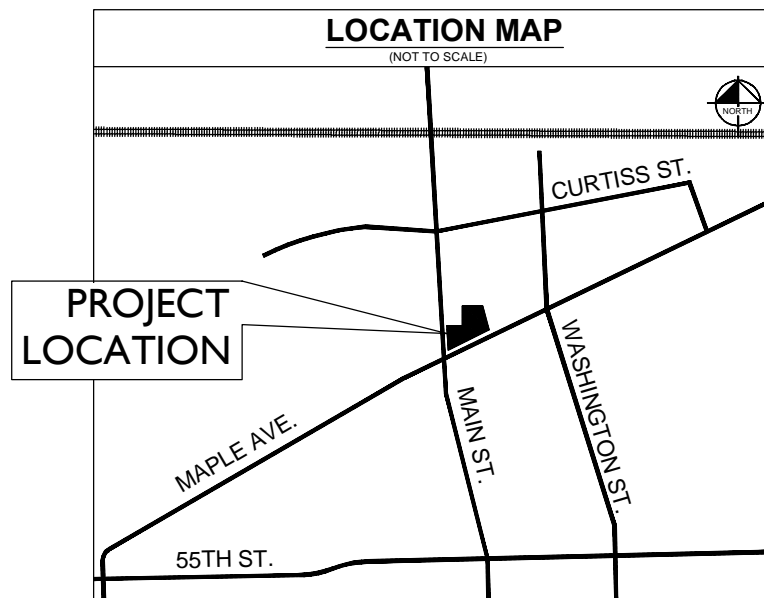 LOCATION MAP
(NOT TO SCALE)
NORTH
CURTISS ST.
PROJECT
LOCATION
WASHINGTON ST.
MAIN ST.
MAPLE AVE.
55TH ST.